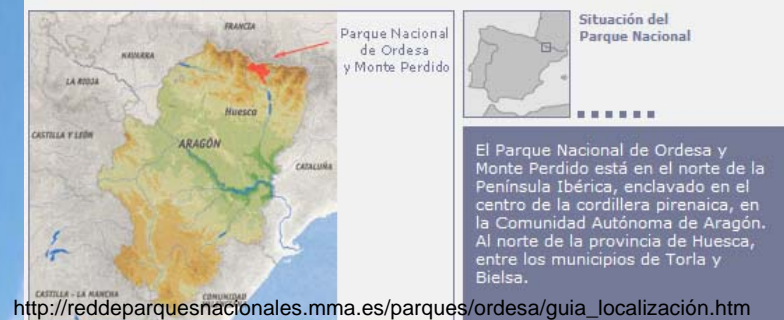 FRANCIA
NAVARRA
LA RIOJA
Huesca
CASTILLA Y LEÓN
ARAGÓN
CATALUÑA
CASTILLA - LA MANCHA
COMUNIDAD
Parque Nacional
de Ordesa
y Monte Perdido
Situación del
Parque Nacional
El Parque Nacional de Ordesa y
Monte Perdido está en el norte de la
Península Ibérica, enclavado en el
centro de la cordillera pirenaica, en
la Comunidad Autónoma de Aragón.
Al norte de la provincia de Huesca,
entre los municipios de Torla y
Bielsa.
http://reddeparquesnacionales.mma.es/parques/ordesa/guia_localización.htm